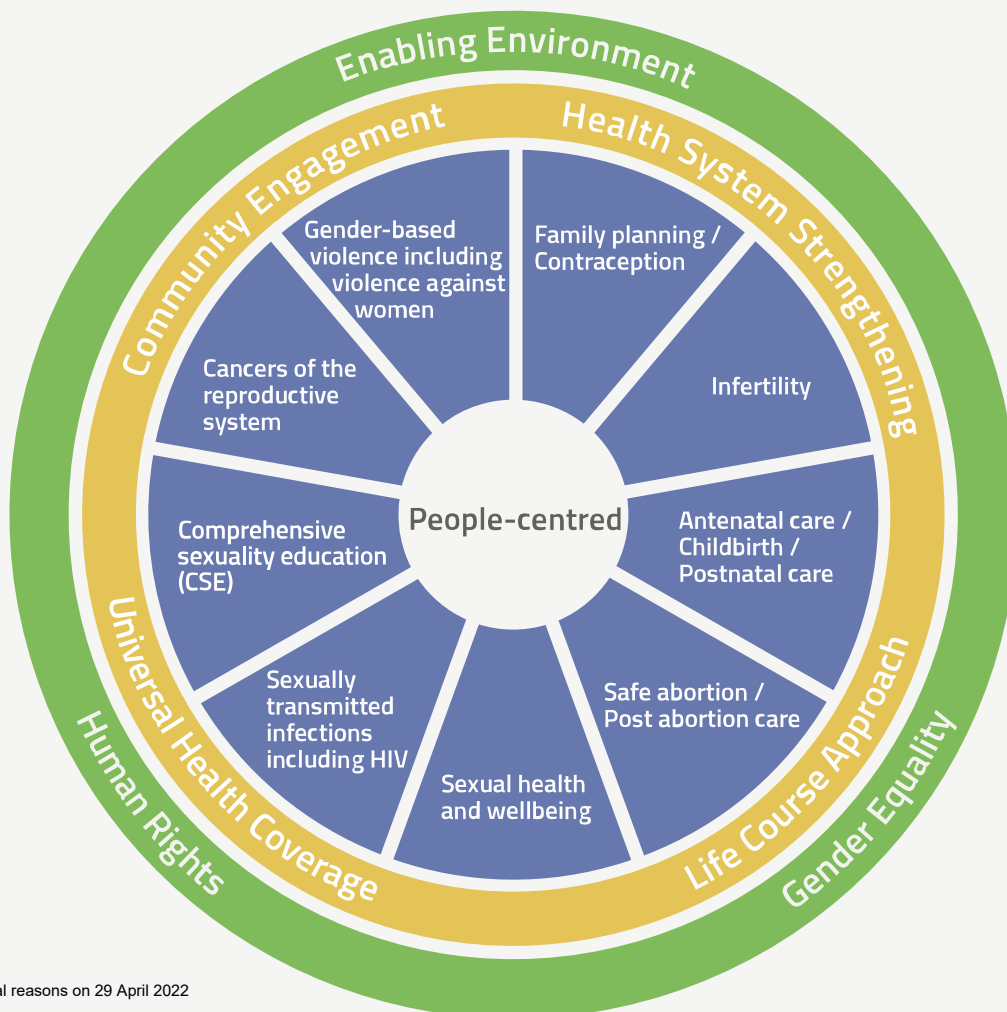 Enabling Environment
Community Engagement
Health System Strengthening
Gender-based
violence including
violence against
women
Family planning /
Contraception
Cancers of the
reproductive
system
Infertility
People-centred
Comprehensive
sexuality education
(CSE)
Antenatal care /
Childbirth /
Postnatal care
Sexually
transmitted
infections
including HIV
Safe abortion /
Post abortion care
Sexual health
and wellbeing
Universal Health Coverage
Life Course Approach
Human Rights
Gender Equality
al reasons on 29 April 2022